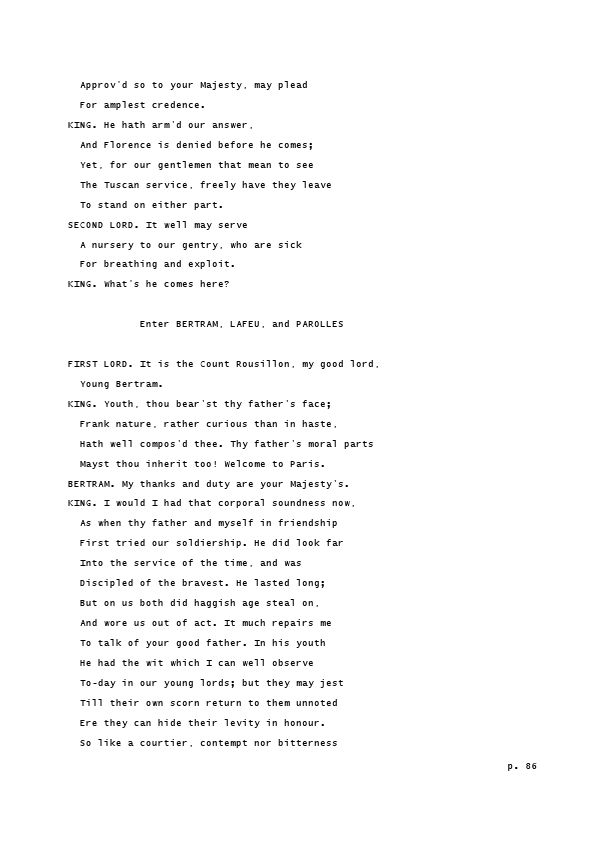 Approv'd so to your Majesty, may plead
For amplest credence.
KING. He hath arm'd our answer,
And Florence is denied before he comes;
Yet, for our gentlemen that mean to see
The Tuscan service, freely have they leave
To stand on either part.
SECOND LORD. It well may serve
A nursery to our gentry, who are sick
For breathing and exploit.
KING. What's he comes here?
Enter BERTRAM, LAFEU, and PAROLLES
FIRST LORD. It is the Count Rousillon, my good lord,
Young Bertram.
KING. Youth, thou bear'st thy father's face;
Frank nature, rather curious than in haste,
Hath well compos'd thee. Thy father's moral parts
Mayst thou inherit too! Welcome to Paris.
BERTRAM. My thanks and duty are your Majesty's.
KING. I would I had that corporal soundness now,
As when thy father and myself in friendship
First tried our soldiership. He did look far
Into the service of the time, and was
Discipled of the bravest. He lasted long;
But on us both did haggish age steal on,
And wore us out of act. It much repairs me
To talk of your good father. In his youth
He had the wit which I can well observe
To-day in our young lords; but they may jest
Till their own scorn return to them unnoted
Ere they can hide their levity in honour.
So like a courtier, contempt nor bitterness
p. 86